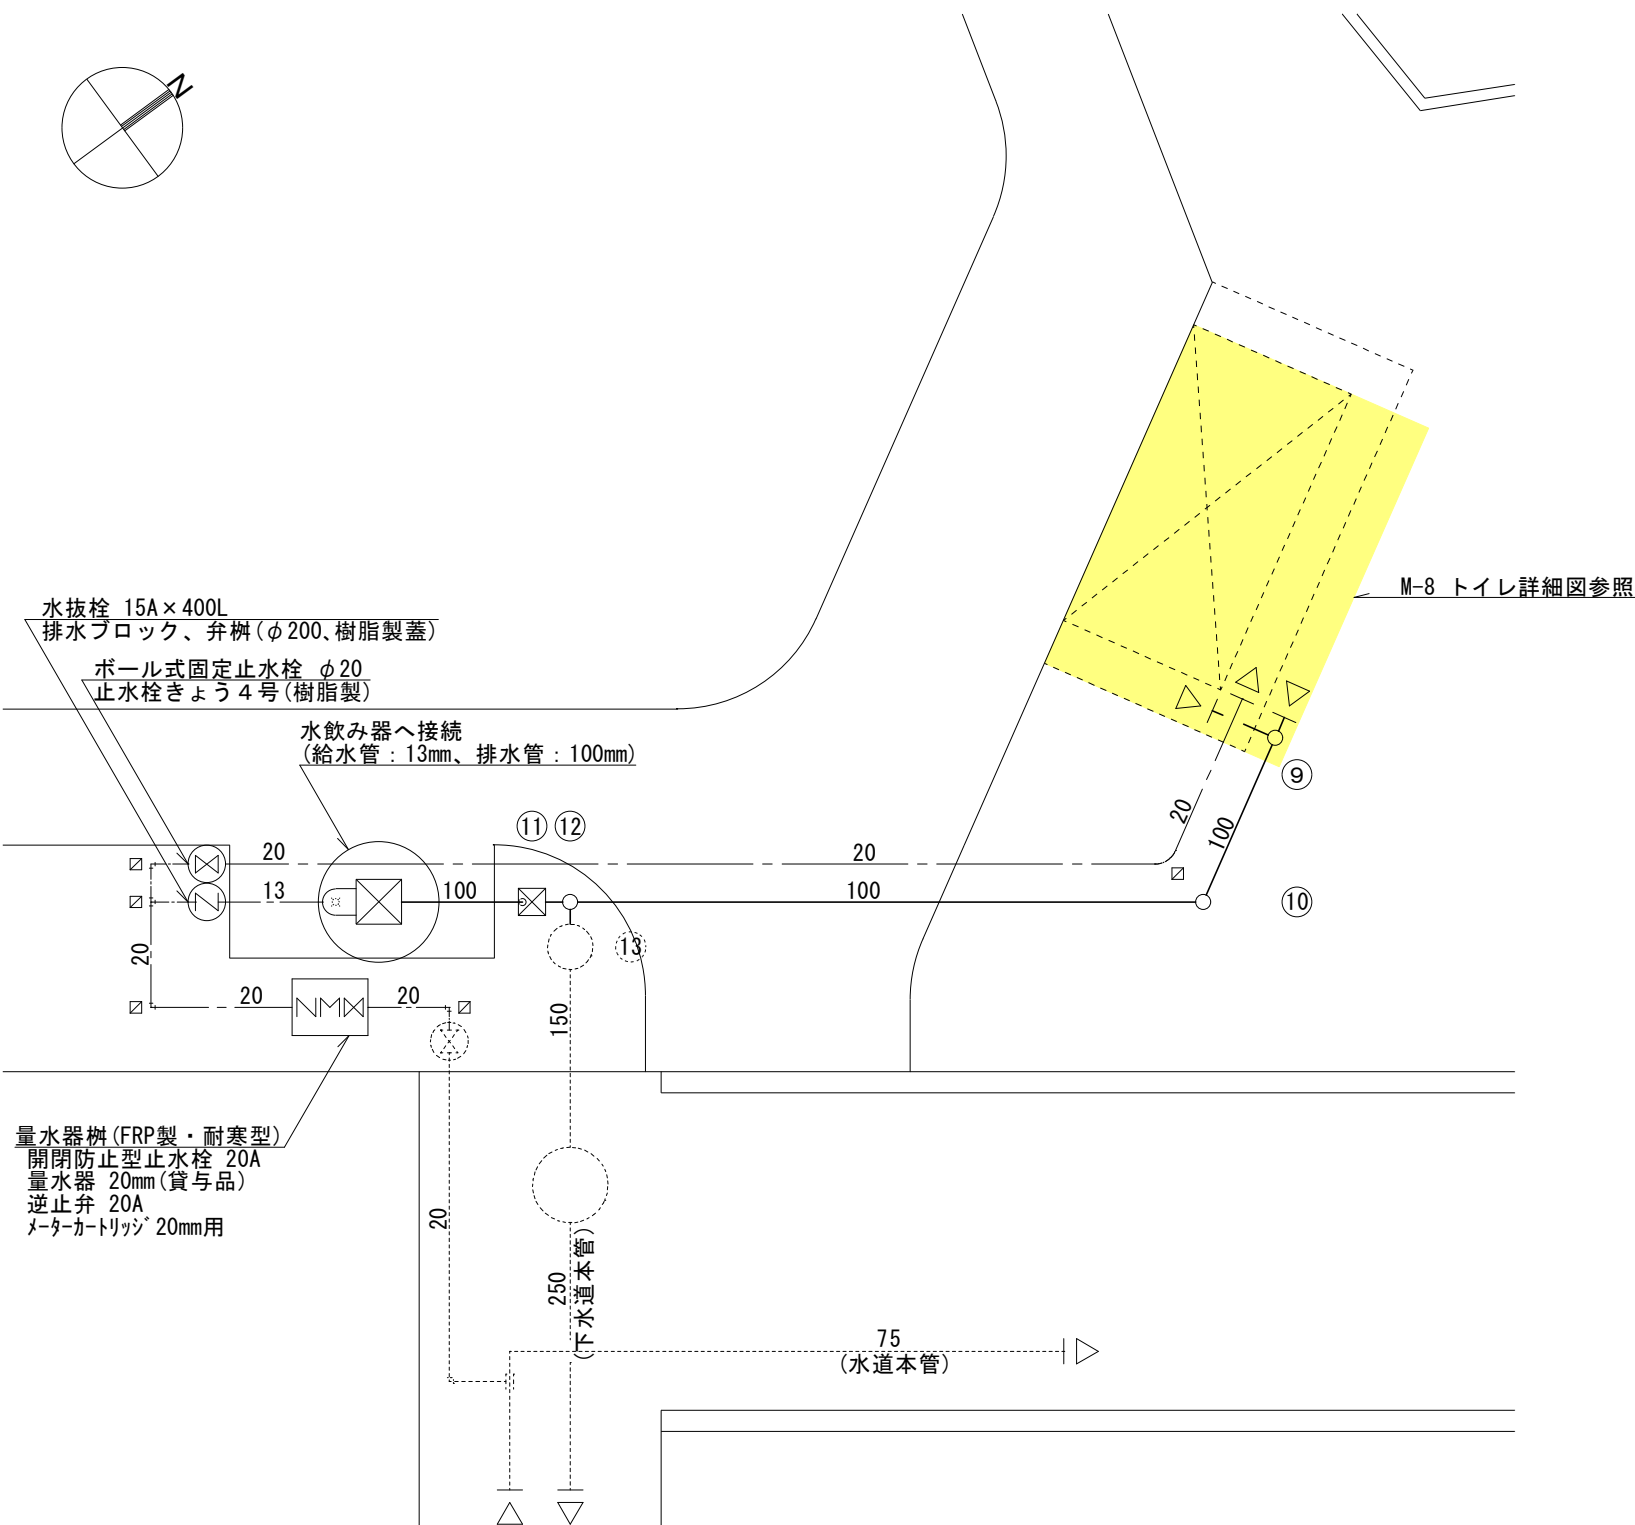 N
M-8 トイレ詳細図参照
水抜栓 15A×400L
排水ブロック、弁桝(φ200、樹脂製蓋)
ボール式固定止水栓 φ20
止水栓きょう4号(樹脂製)
水飲み器へ接続
(給水管:13mm、排水管:100mm)
⑨
20
100
⑪ ⑫
20
20
13
100
100
⑩
⑬
20
20
NM
20
150
量水器桝(FRP製・耐寒型)
開閉防止型止水栓 20A
量水器 20mm(貸与品)
逆止弁 20A
メーターカートリッジ20mm用
20
250
(下水道本管)
75
(水道本管)